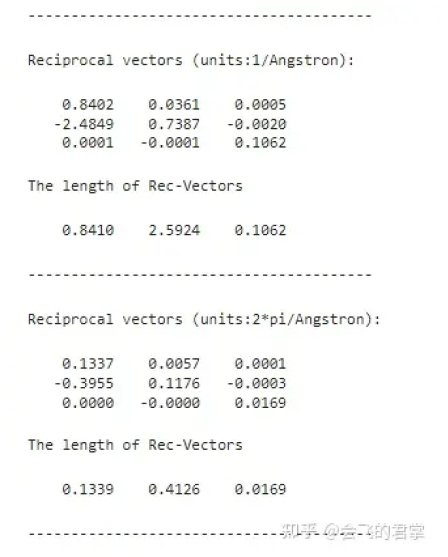 ----------------------------------------
Reciprocal vectors (units:1/Angstron):
0.8402 0.0361 0.0005
-2.4849 0.7387 -0.0020
0.0001 -0.0001 0.1062
The length of Rec-Vectors
0.8410 2.5924 0.1062
----------------------------------------
Reciprocal vectors (units:2*pi/Angstron):
0.1337 0.0057 0.0001
-0.3955 0.1176 -0.0003
0.0000 -0.0000 0.0169
The length of Rec-Vectors
0.1339 0.4126 0.0169
知乎 @会飞的君掌
----------------------------------------